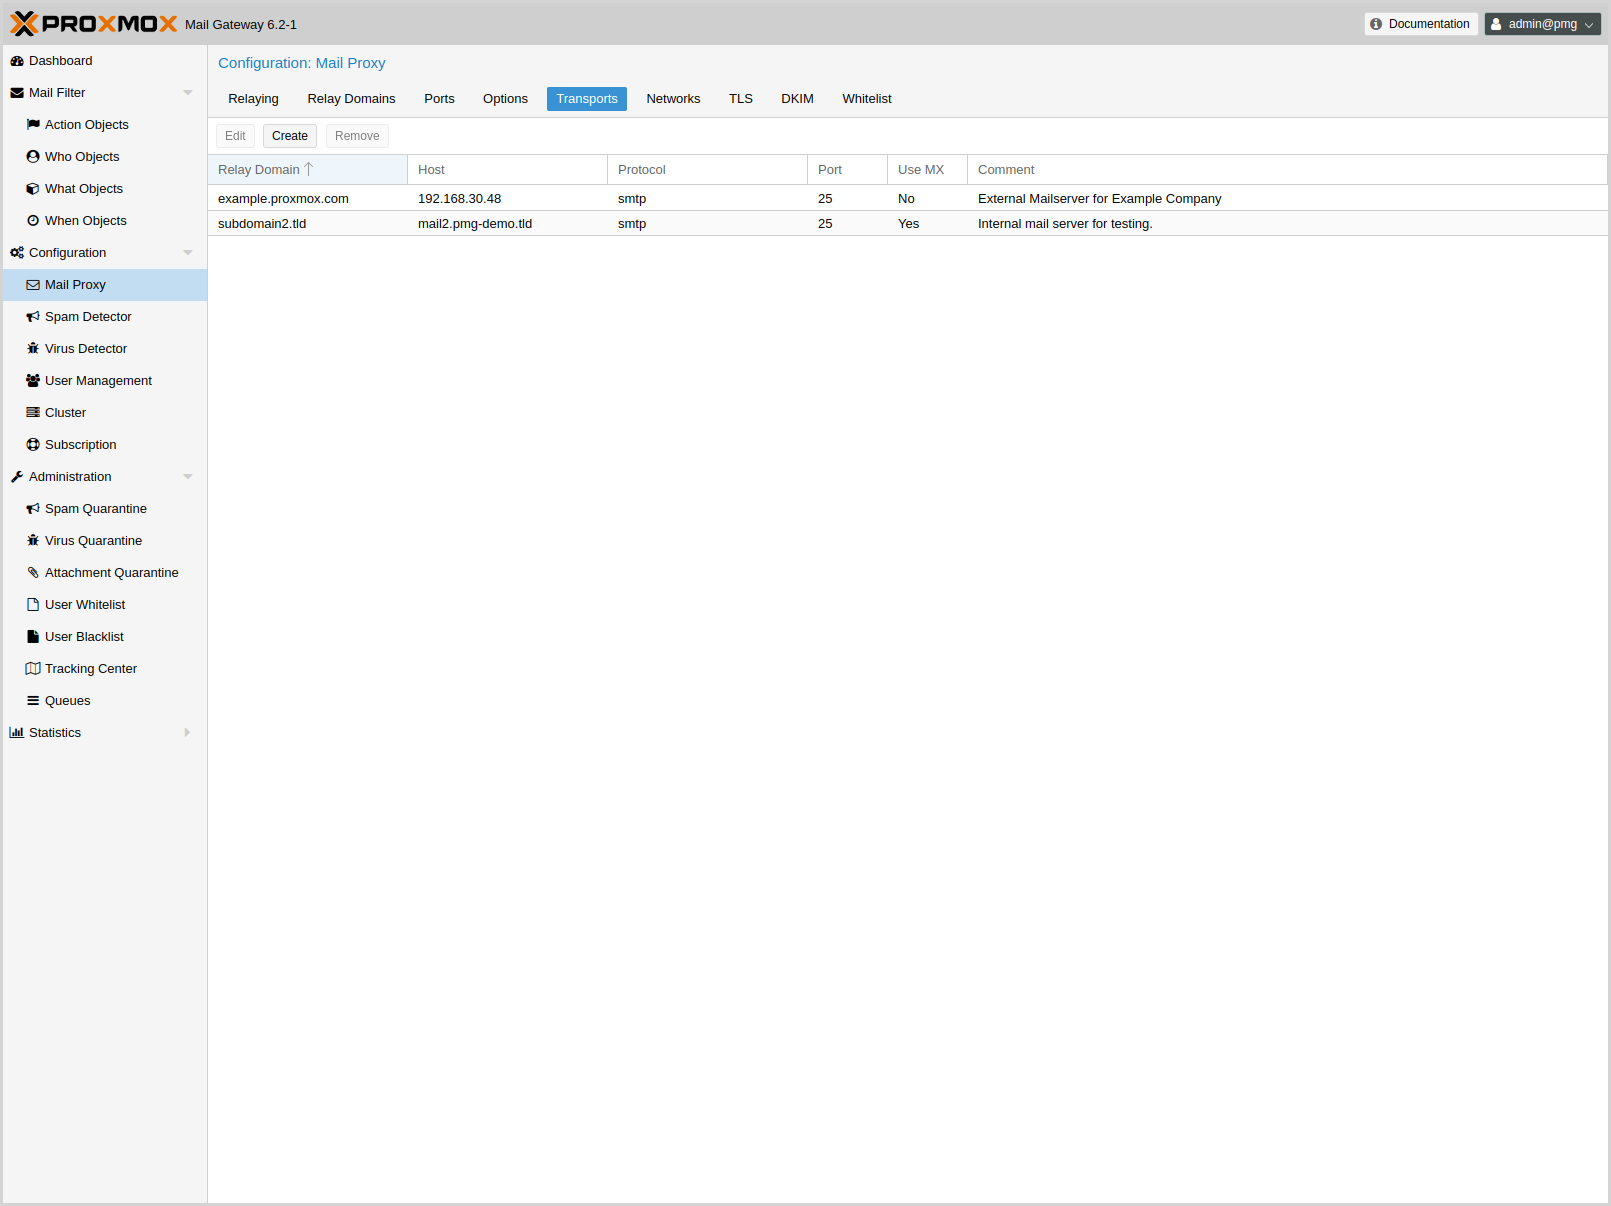 PROXMOX Mail Gateway 6.2-1 Documentation admin@pmg
Dashboard
Mail Filter
Action Objects
Who Objects
What Objects
When Objects
Configuration
Mail Proxy
Spam Detector
Virus Detector
User Management
Cluster
Subscription
Administration
Spam Quarantine
Virus Quarantine
Attachment Quarantine
User Whitelist
User Blacklist
Tracking Center
Queues
Statistics
Configuration: Mail Proxy
Relaying Relay Domains Ports Options Transports Networks TLS DKIM Whitelist
Edit Create Remove
Relay Domain Host Protocol Port Use MX Comment
example.proxmox.com 192.168.30.48 smtp 25 No External Mailserver for Example Company
subdomain2.tld mail2.pmg-demo.tld smtp 25 Yes Internal mail server for testing.